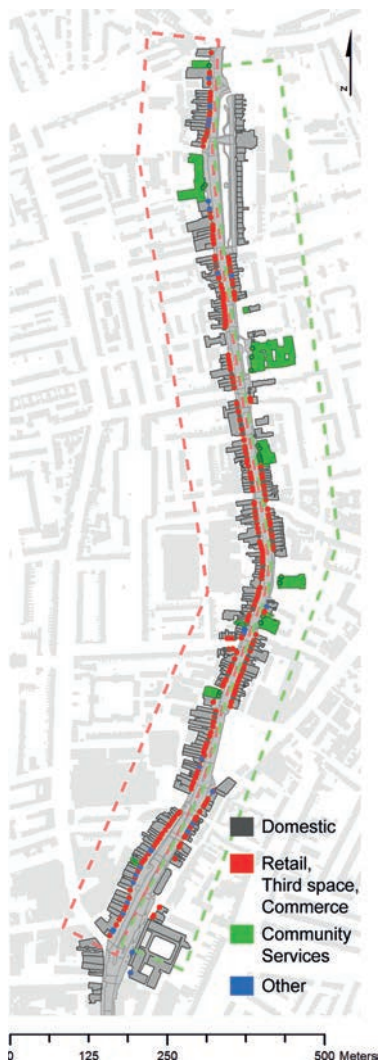 N
Domestic
Retail,
Third space,
Commerce
Community
Services
Other
0 125 250 500 Meters